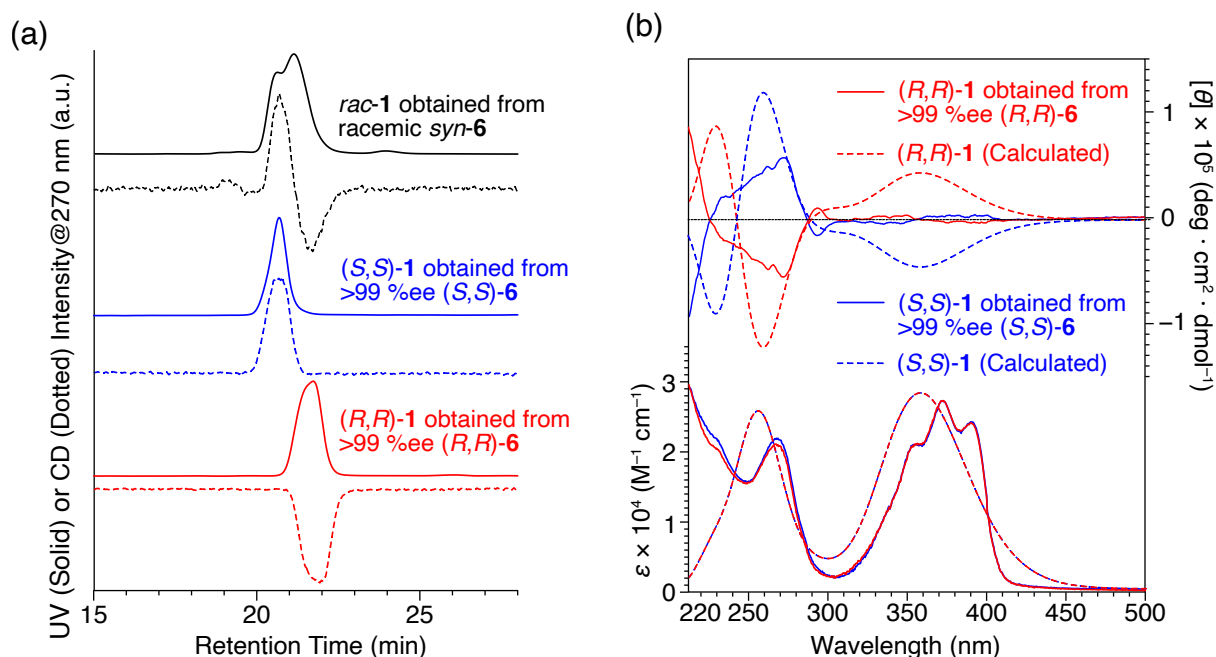 (a)
UV (Solid) or CD (Dotted) Intensity@270 nm (a.u.)
rac-1 obtained from
racemic syn-6
(S,S)-1 obtained from
>99 %ee (S,S)-6
(R,R)-1 obtained from
>99 %ee (R,R)-6
15 20 25
Retention Time (min)
(b)
(R,R)-1 obtained from
>99 %ee (R,R)-6
(R,R)-1 (Calculated)
(S,S)-1 obtained from
>99 %ee (S,S)-6
(S,S)-1 (Calculated)
1
0
−1
[θ] × 10⁵ (deg · cm² · dmol⁻¹)
3
2
1
0
ε × 10⁴ (M⁻¹ cm⁻¹)
220 250 300 350 400 450 500
Wavelength (nm)